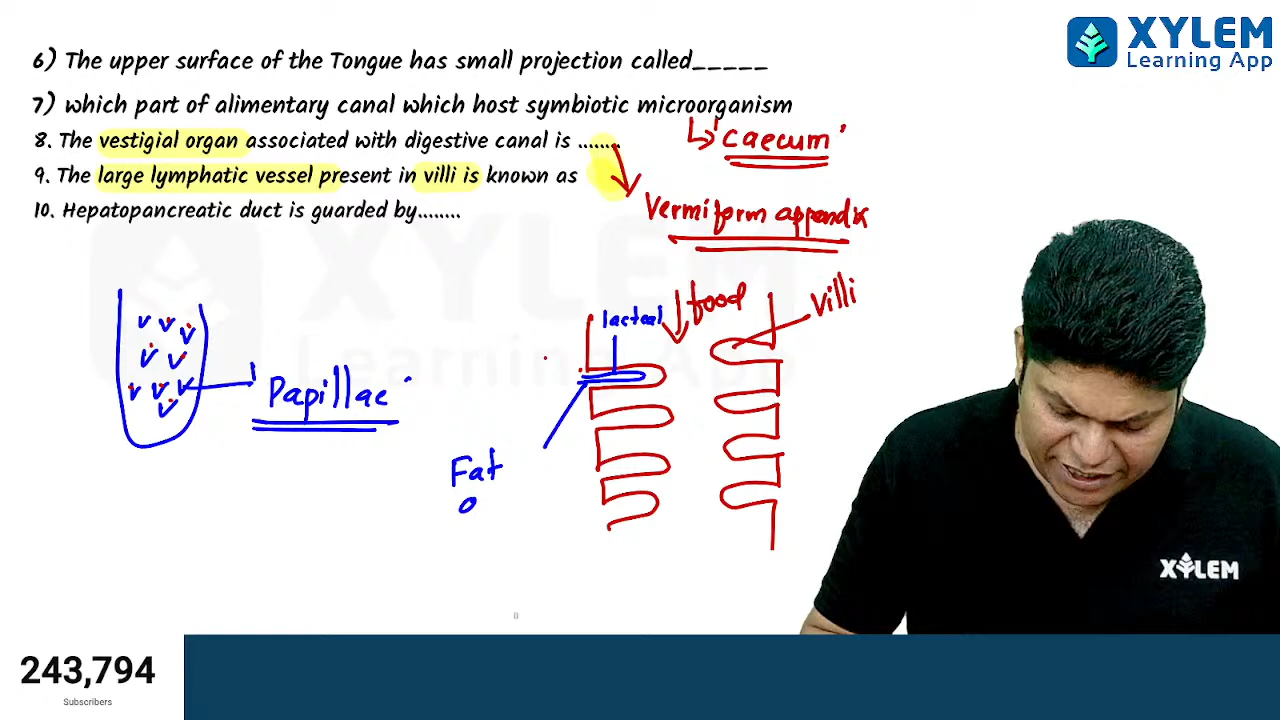 XYLEM
Learning App
6) The upper surface of the Tongue has small projection called_____
7) which part of alimentary canal which host symbiotic microorganism
caecum
8. The vestigial organ associated with digestive canal is ........
9. The large lymphatic vessel present in villi is known as
Vermiform appendix
10. Hepatopancreatic duct is guarded by........
XYLEM
Learning App
food
villi
lacteal
Papillae
Fat
XYLEM
243,794
Subscribers